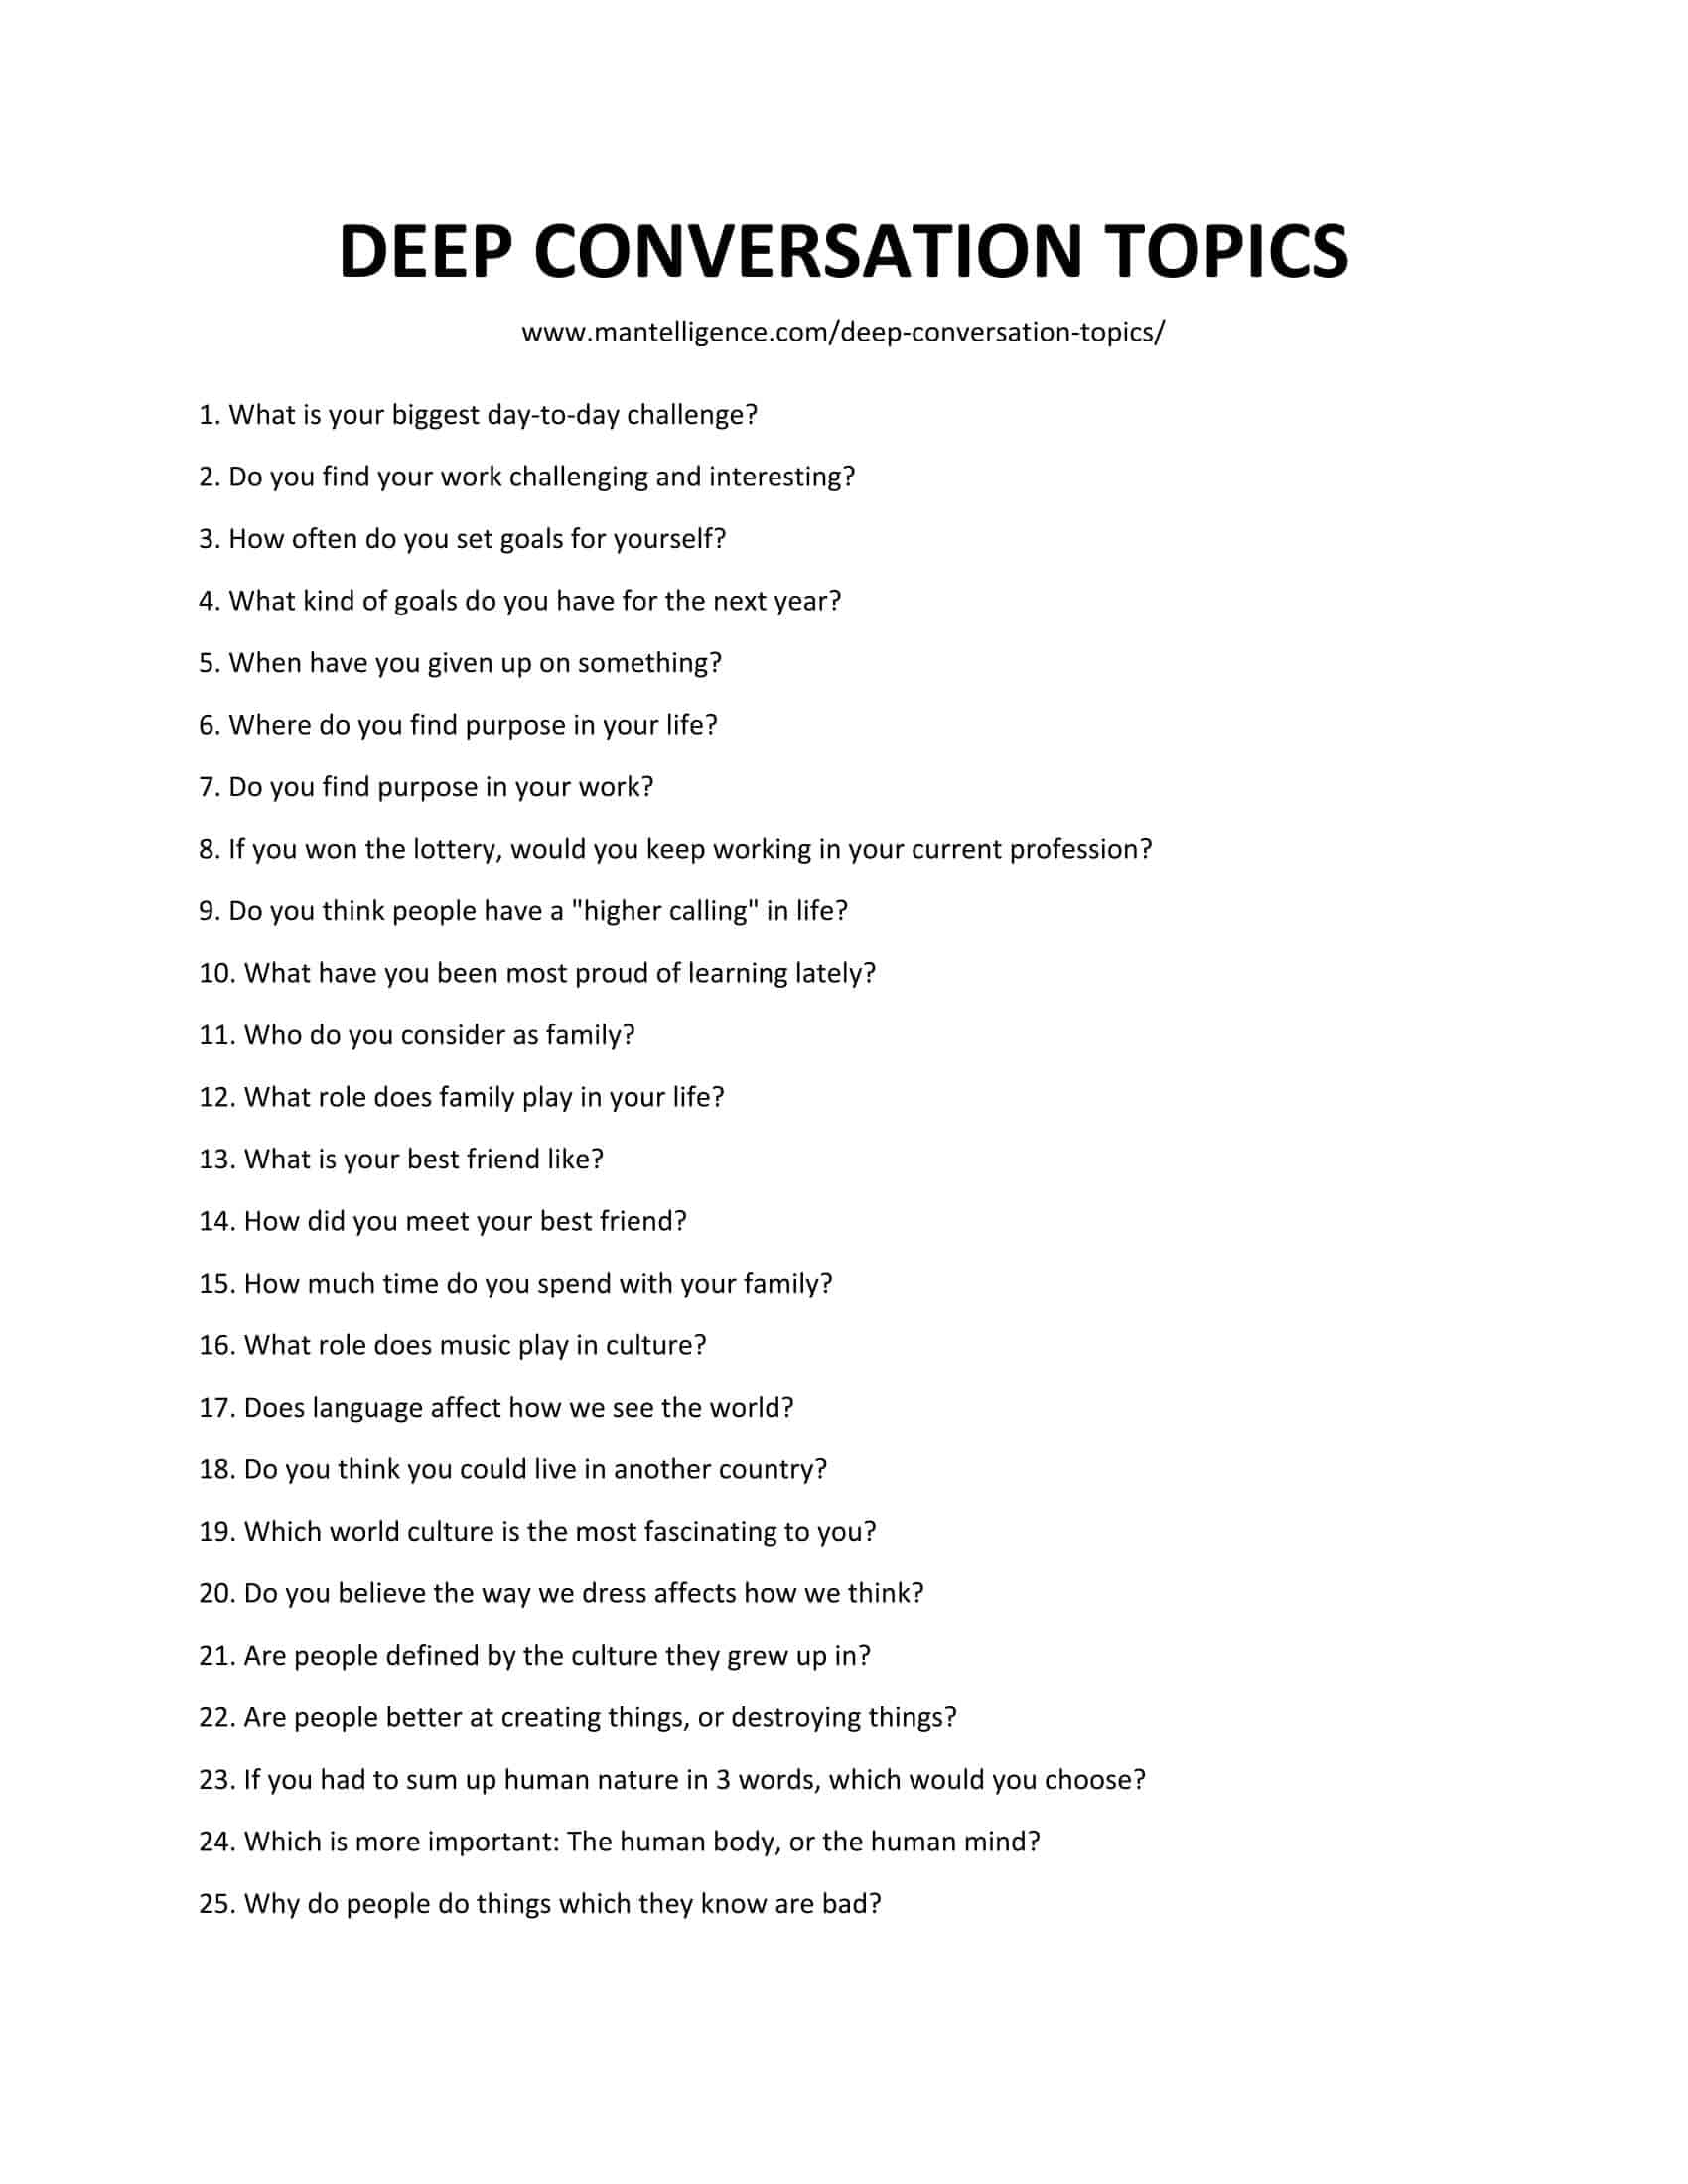 DEEP CONVERSATION TOPICS
www.mantelligence.com/deep-conversation-topics/
1. What is your biggest day-to-day challenge?
2. Do you find your work challenging and interesting?
3. How often do you set goals for yourself?
4. What kind of goals do you have for the next year?
5. When have you given up on something?
6. Where do you find purpose in your life?
7. Do you find purpose in your work?
8. If you won the lottery, would you keep working in your current profession?
9. Do you think people have a "higher calling" in life?
10. What have you been most proud of learning lately?
11. Who do you consider as family?
12. What role does family play in your life?
13. What is your best friend like?
14. How did you meet your best friend?
15. How much time do you spend with your family?
16. What role does music play in culture?
17. Does language affect how we see the world?
18. Do you think you could live in another country?
19. Which world culture is the most fascinating to you?
20. Do you believe the way we dress affects how we think?
21. Are people defined by the culture they grew up in?
22. Are people better at creating things, or destroying things?
23. If you had to sum up human nature in 3 words, which would you choose?
24. Which is more important: The human body, or the human mind?
25. Why do people do things which they know are bad?